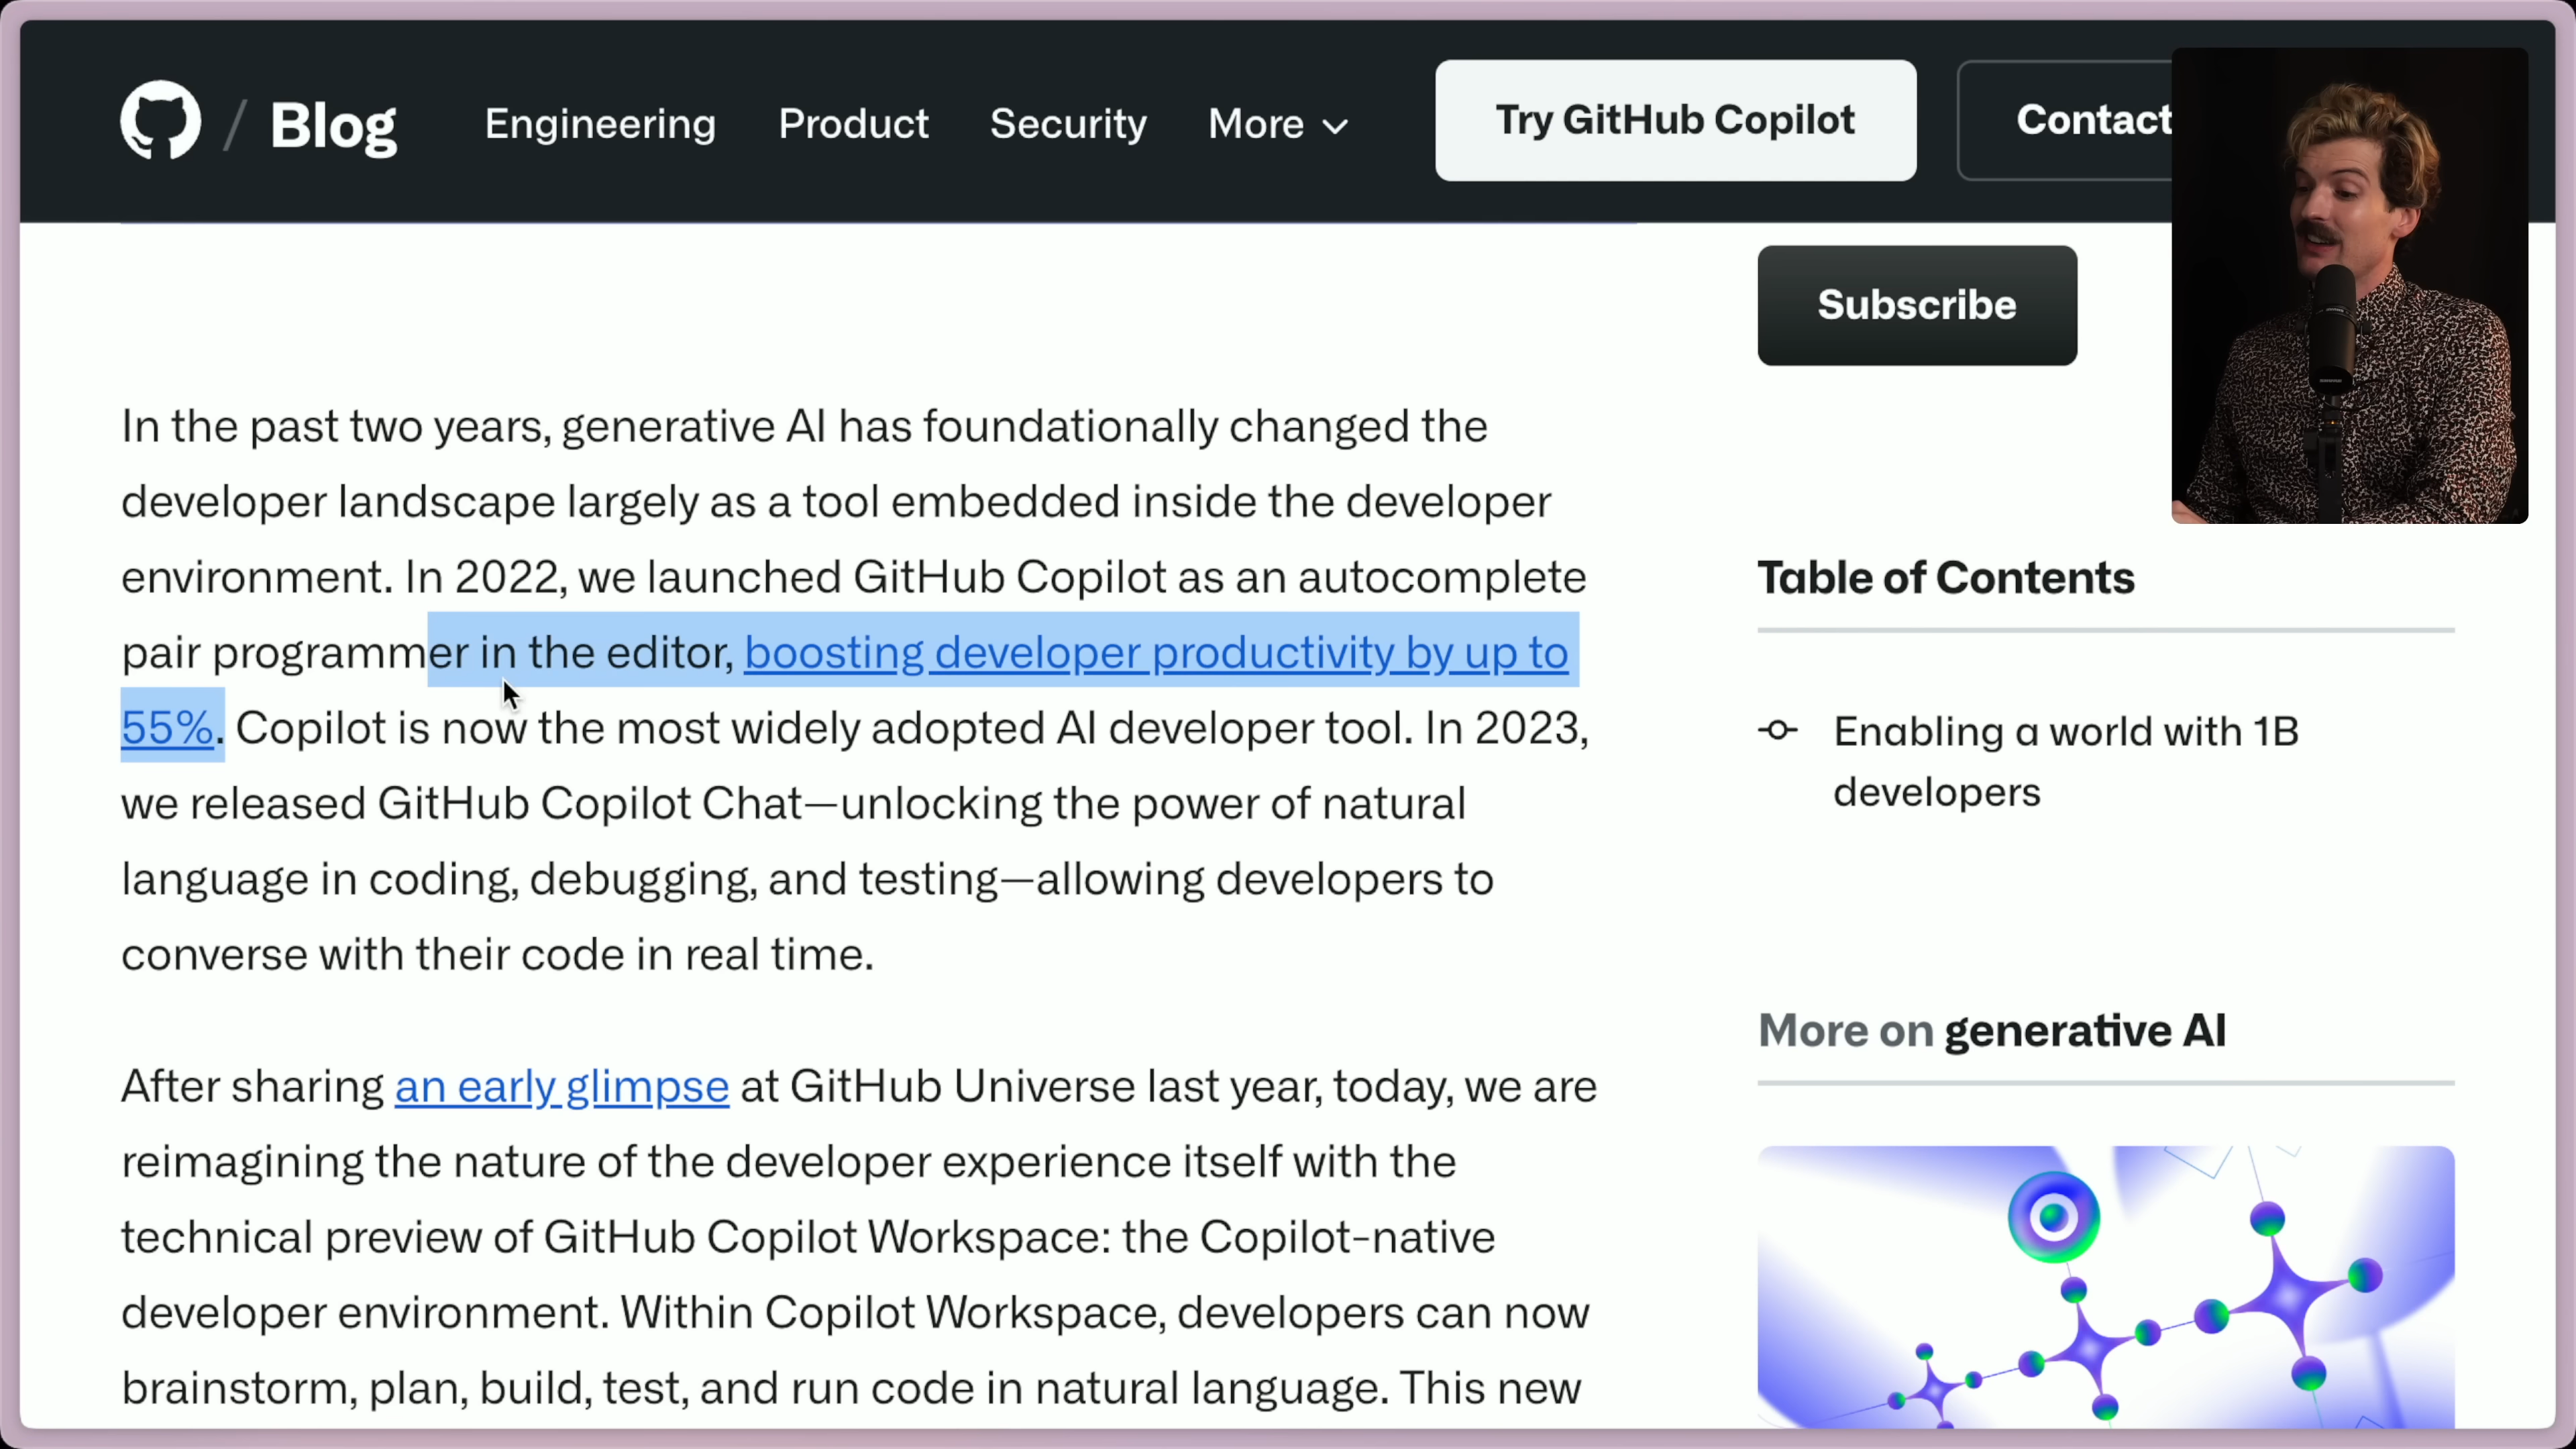 / Blog Engineering Product Security More Try GitHub Copilot Contact
Subscribe
In the past two years, generative AI has foundationally changed the
developer landscape largely as a tool embedded inside the developer
environment. In 2022, we launched GitHub Copilot as an autocomplete
pair programmer in the editor, boosting developer productivity by up to
55%. Copilot is now the most widely adopted AI developer tool. In 2023,
we released GitHub Copilot Chat—unlocking the power of natural
language in coding, debugging, and testing—allowing developers to
converse with their code in real time.
After sharing an early glimpse at GitHub Universe last year, today, we are
reimagining the nature of the developer experience itself with the
technical preview of GitHub Copilot Workspace: the Copilot-native
developer environment. Within Copilot Workspace, developers can now
brainstorm, plan, build, test, and run code in natural language. This new
Table of Contents
Enabling a world with 1B
developers
More on generative AI